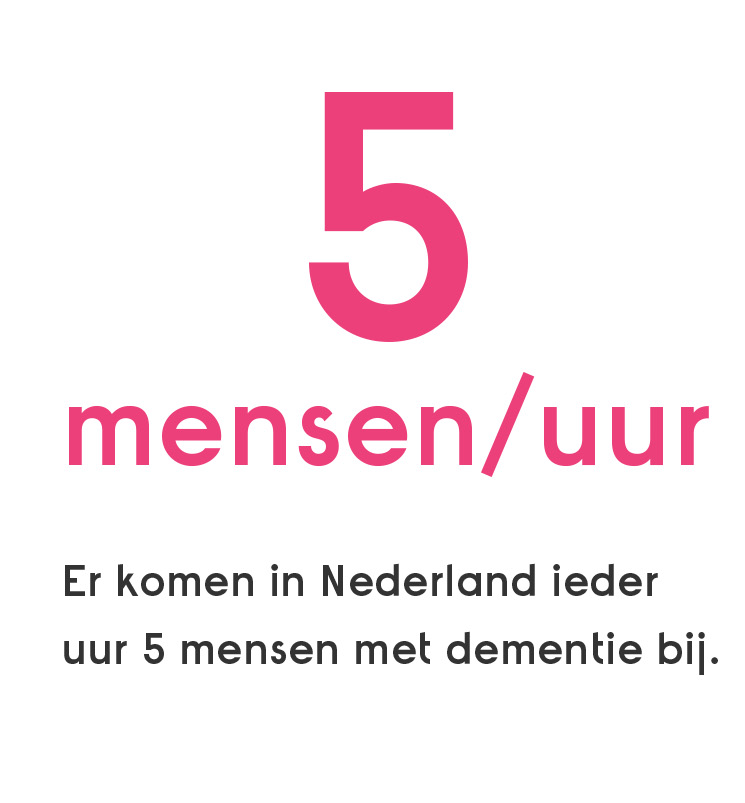 5
mensen/uur
Er komen in Nederland ieder
uur 5 mensen met dementie bij.